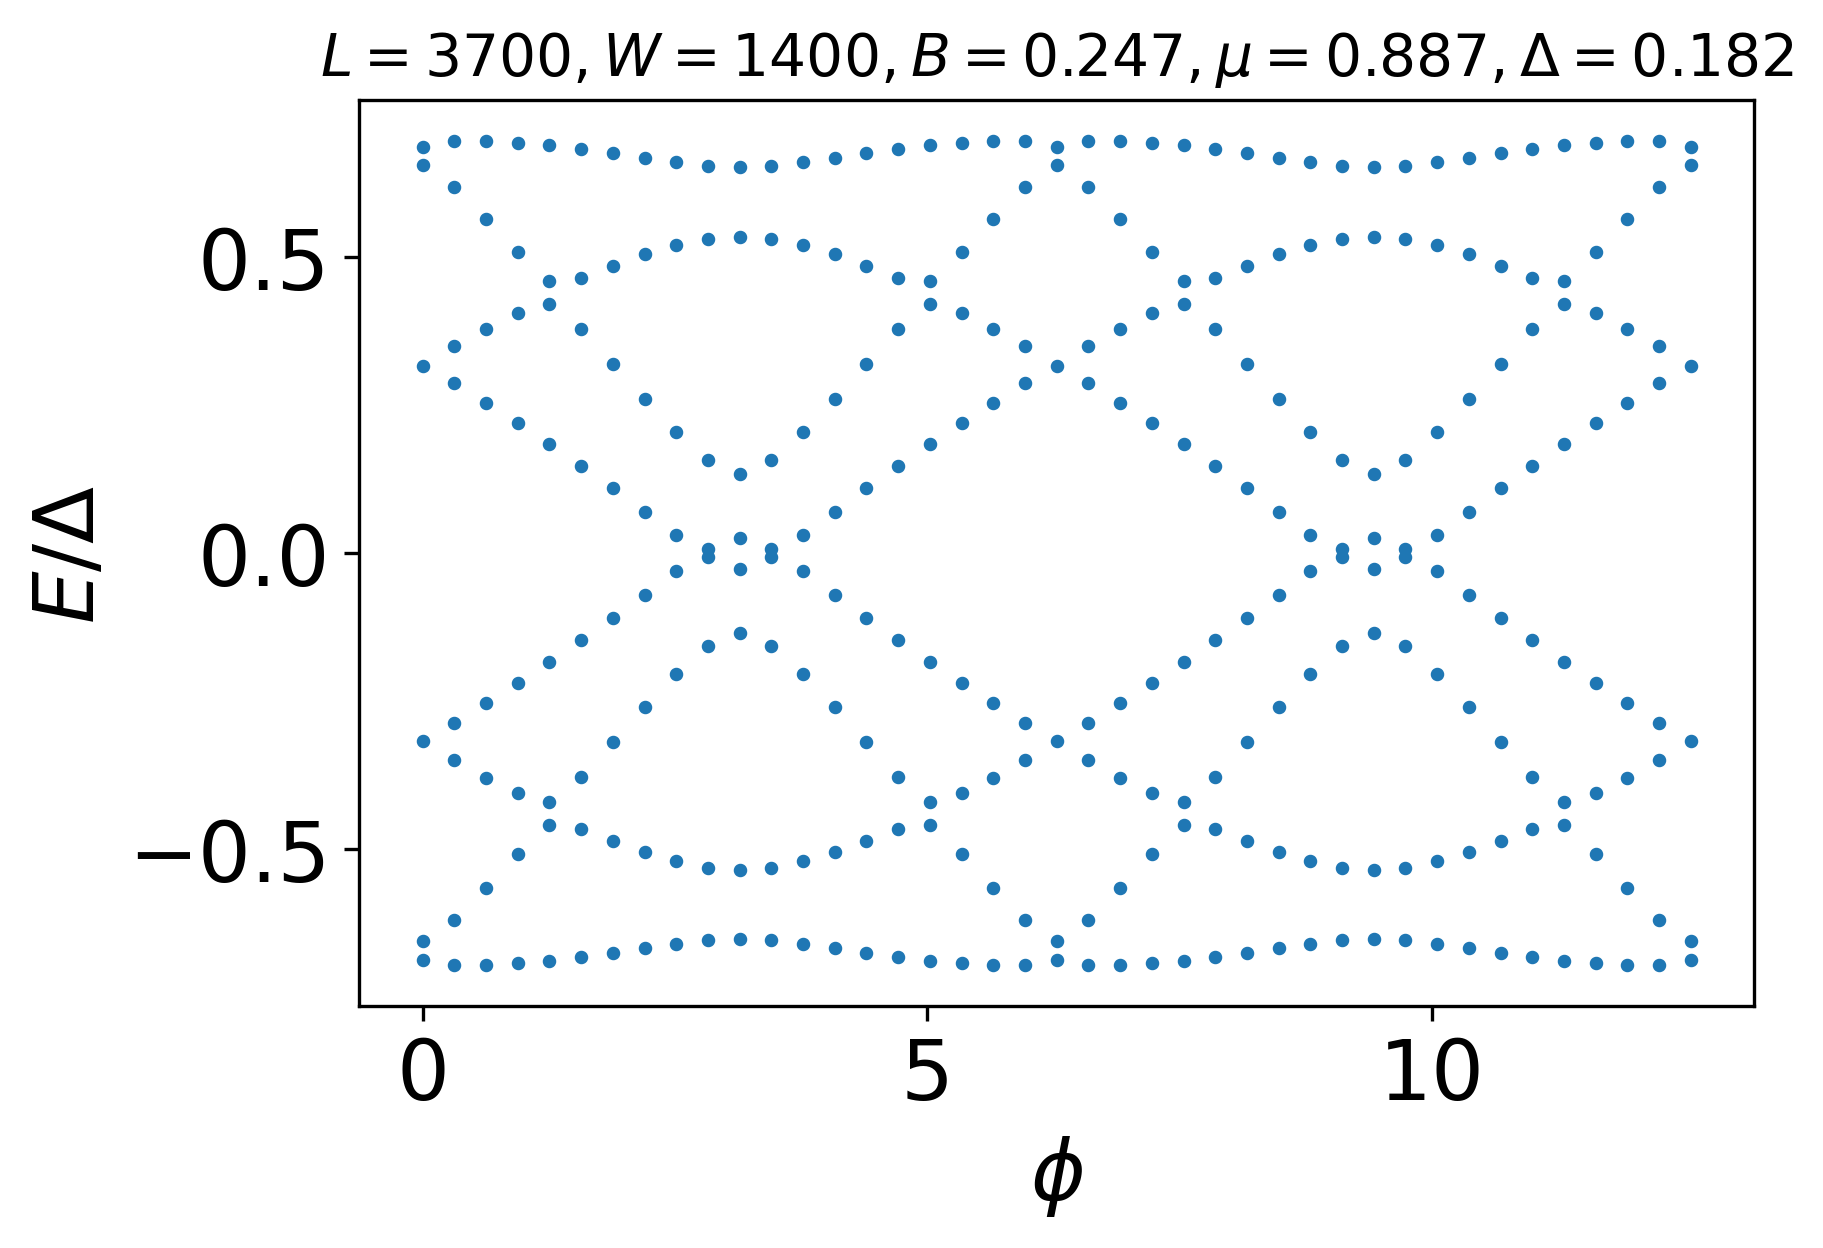 L = 3700, W = 1400, B = 0.247, μ = 0.887, Δ = 0.182
0.5
0.0
−0.5
E/Δ
0 5 10
ϕ